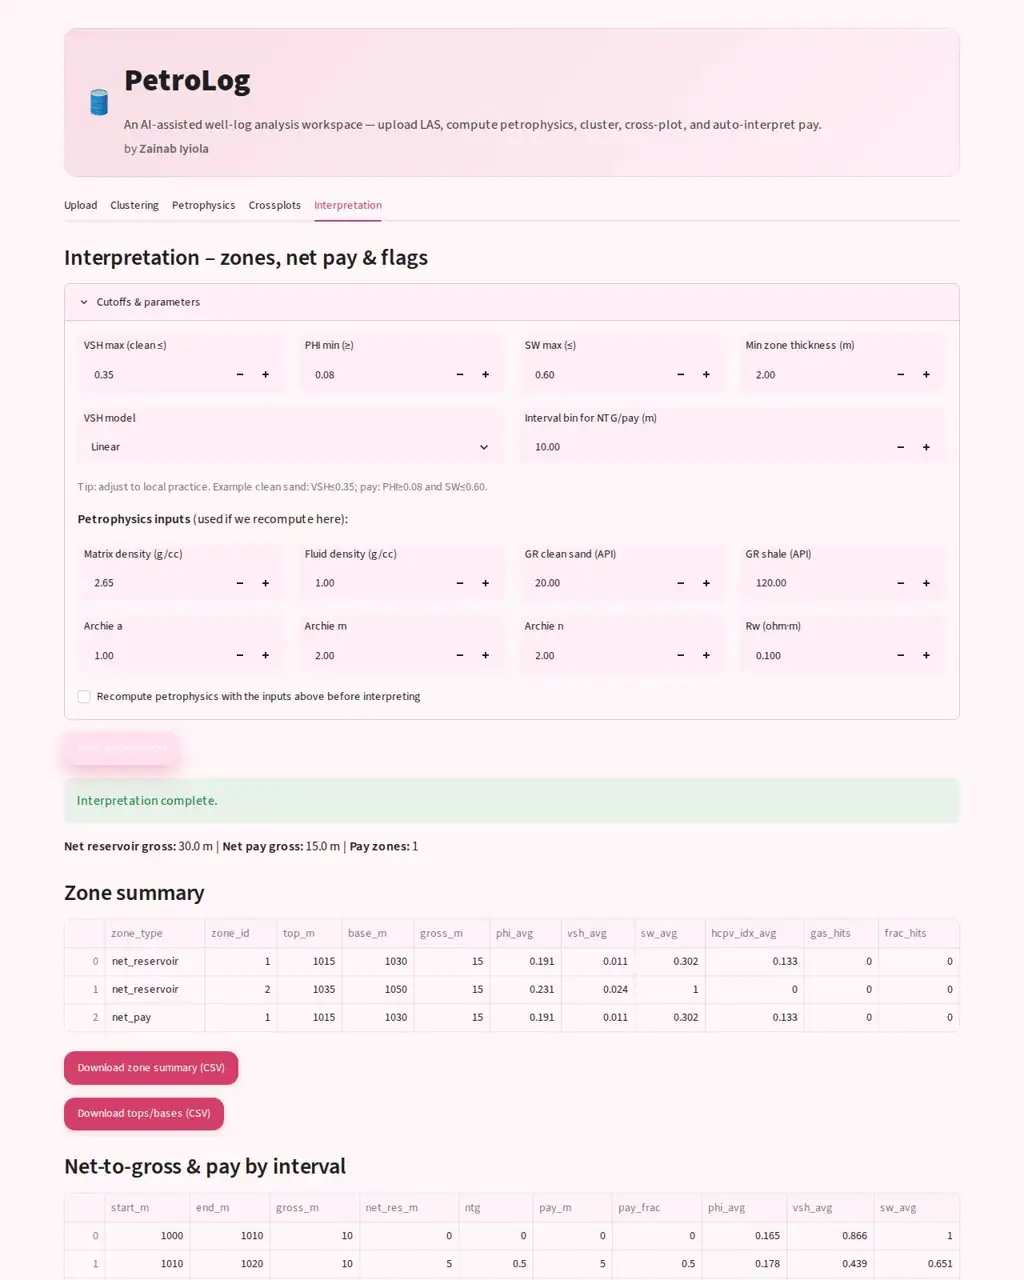 PetroLog
An AI-assisted well-log analysis workspace — upload LAS, compute petrophysics, cluster, cross-plot, and auto-interpret pay.
by Zainab Iyiola
Upload Clustering Petrophysics Crossplots Interpretation
Interpretation – zones, net pay & flags
Cutoffs & parameters
VSH max (clean ≤) PHI min (≥) SW max (≤) Min zone thickness (m)
0.35 − + 0.08 − + 0.60 − + 2.00 − +
VSH model Interval bin for NTG/pay (m)
Linear 10.00 − +
Tip: adjust to local practice. Example clean sand: VSH≤0.35; pay: PHI≥0.08 and SW≤0.60.
Petrophysics inputs (used if we recompute here):
Matrix density (g/cc) Fluid density (g/cc) GR clean sand (API) GR shale (API)
2.65 − + 1.00 − + 20.00 − + 120.00 − +
Archie a Archie m Archie n Rw (ohm·m)
1.00 − + 2.00 − + 2.00 − + 0.100 − +
Recompute petrophysics with the inputs above before interpreting
Interpretation complete.
Net reservoir gross: 30.0 m | Net pay gross: 15.0 m | Pay zones: 1
Zone summary
zone_type zone_id top_m base_m gross_m phi_avg vsh_avg sw_avg hcpv_idx_avg gas_hits frac_hits
0 net_reservoir 1 1015 1030 15 0.191 0.011 0.302 0.133 0 0
1 net_reservoir 2 1035 1050 15 0.231 0.024 1 0 0 0
2 net_pay 1 1015 1030 15 0.191 0.011 0.302 0.133 0 0
Download zone summary (CSV)
Download tops/bases (CSV)
Net-to-gross & pay by interval
start_m end_m gross_m net_res_m ntg pay_m pay_frac phi_avg vsh_avg sw_avg
0 1000 1010 10 0 0 0 0 0.165 0.866 1
1 1010 1020 10 5 0.5 5 0.5 0.178 0.439 0.651